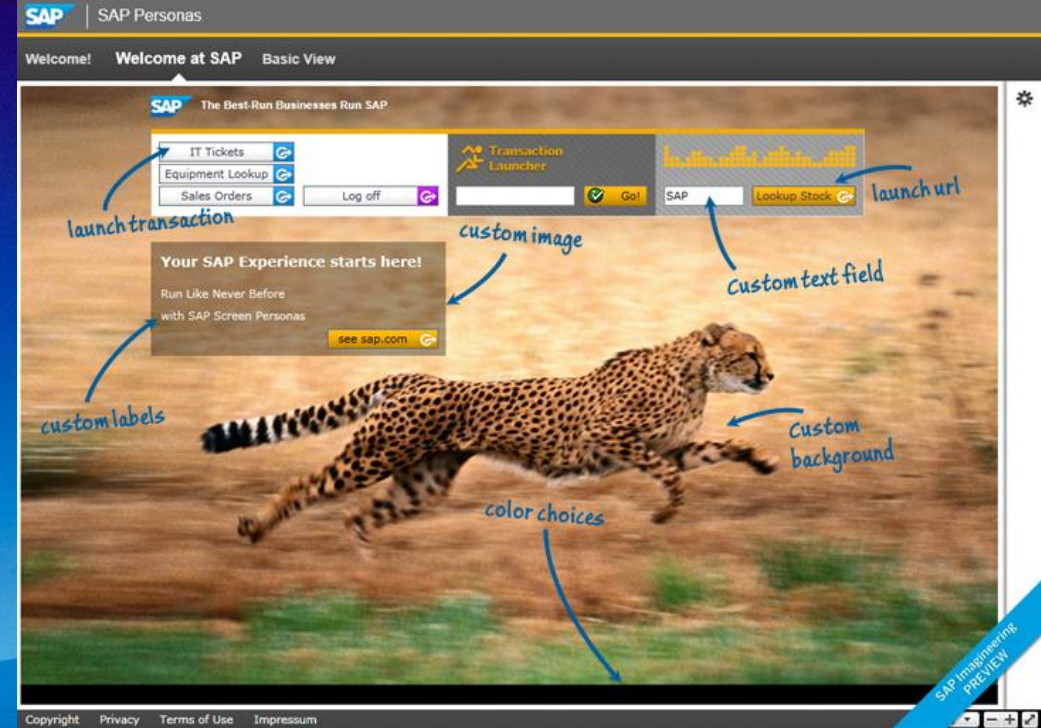 SAP SAP Personas
Welcome! Welcome at SAP Basic View
SAP The Best-Run Businesses Run SAP
IT Tickets
Equipment Lookup
Sales Orders
Log off
Transaction
Launcher
Go!
SAP
Lookup Stock
launch transaction
custom image
launch url
Custom text field
Your SAP Experience starts here!
Run Like Never Before
with SAP Screen Personas
see sap.com
custom labels
Custom
background
color choices
SAP Imagineering
PREVIEW
Copyright Privacy Terms of Use Impressum